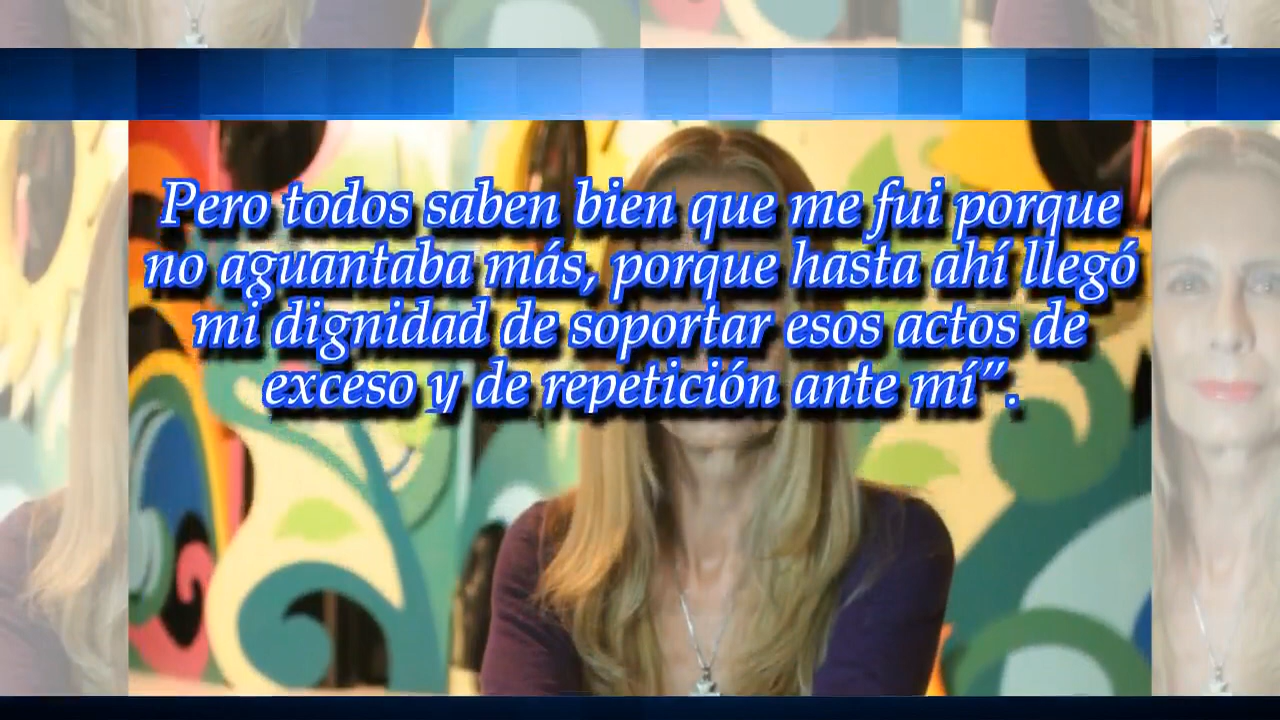 Pero todos saben bien que me fui porque
no aguantaba más, porque hasta ahí llegó
mi dignidad de soportar esos actos de
exceso y de repetición ante mí”.